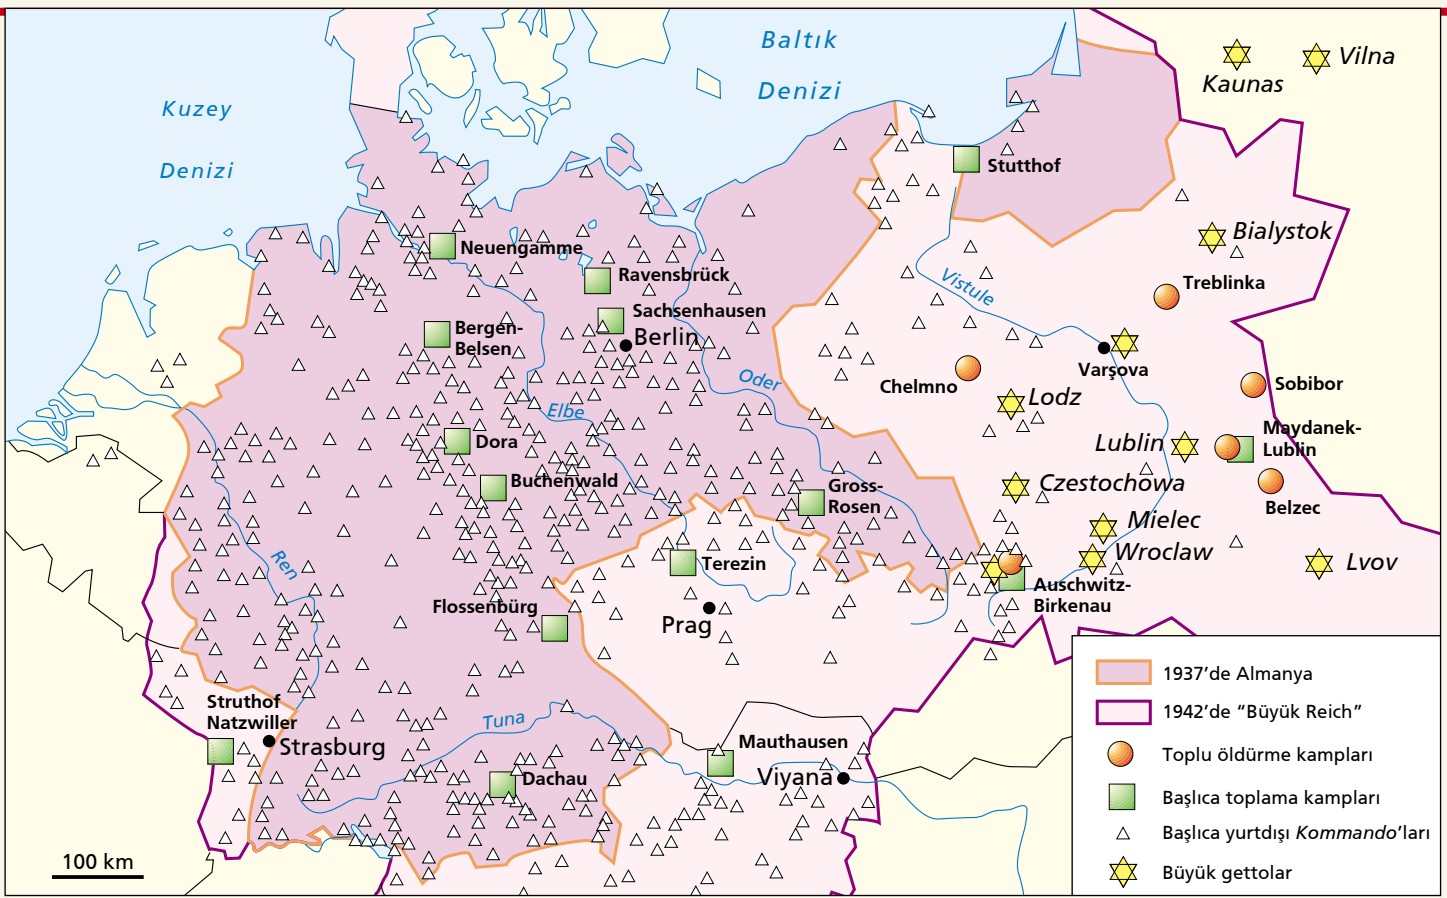 Baltık
Denizi
Kuzey
Denizi
Kaunas
Vilna
Stutthof
Bialystok
Neuengamme
Ravensbrück
Treblinka
Vistule
Sachsenhausen
Berlin
Bergen-
Belsen
Varşova
Oder
Chelmno
Sobibor
Lodz
Elbe
Maydanek-
Lublin
Lublin
Dora
Buchenwald
Gross-
Rosen
Czestochowa
Belzec
Mielec
Wroclaw
Lvov
Ren
Terezin
Auschwitz-
Birkenau
Flossenbürg
Prag
Struthof
Natzwiller
Strasburg
Tuna
Mauthausen
Viyana
Dachau
100 km
1937’de Almanya
1942’de “Büyük Reich”
Toplu öldürme kampları
Başlıca toplama kampları
Başlıca yurtdışı Kommando’ları
Büyük gettolar